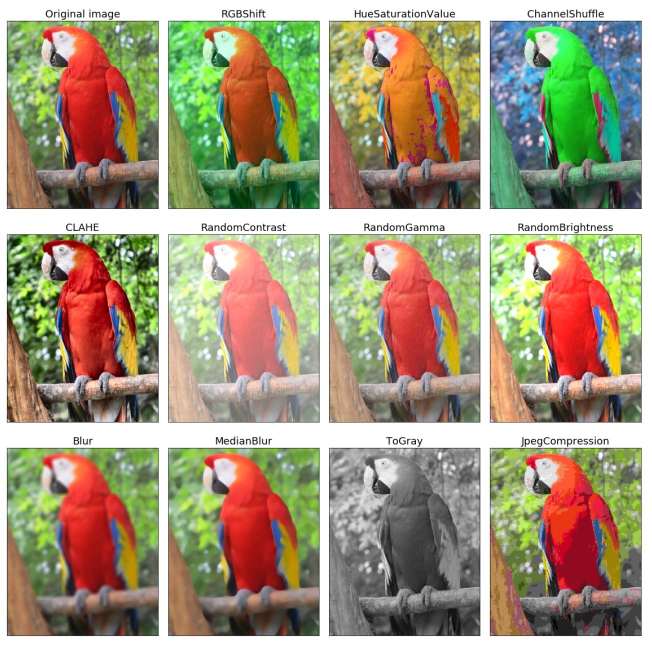 Original image
RGBShift
HueSaturationValue
ChannelShuffle
CLAHE
RandomContrast
RandomGamma
RandomBrightness
Blur
MedianBlur
ToGray
JpegCompression